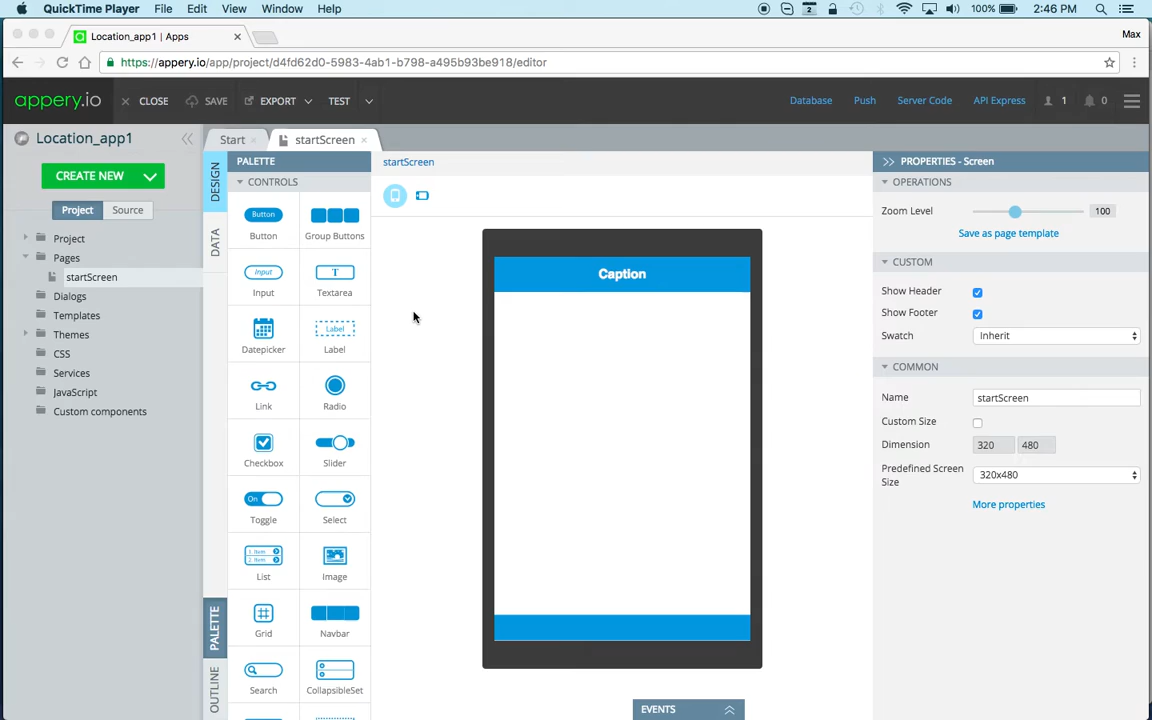 QuickTime Player File Edit View Window Help 2 100% 2:46 PM
Location_app1 | Apps Max
https://appery.io/app/project/d4fd62d0-5983-4ab1-b798-a495b93be918/editor
appery.io CLOSE SAVE EXPORT TEST Database Push Server Code API Express 1 0
Location_app1
CREATE NEW
Project Source
Project
Pages
startScreen
Dialogs
Templates
Themes
CSS
Services
JavaScript
Custom components
Start startScreen
DESIGN
DATA
PALETTE
OUTLINE
PALETTE
CONTROLS
Button
Button Group Buttons
Input T
Input Textarea
Label
Datepicker Label
Link Radio
Checkbox Slider
On
Toggle Select
1. Item
2. Item
List Image
Grid Navbar
Search CollapsibleSet
startScreen
Caption
EVENTS
PROPERTIES - Screen
OPERATIONS
Zoom Level 100
Save as page template
CUSTOM
Show Header
Show Footer
Swatch Inherit
COMMON
Name startScreen
Custom Size
Dimension 320 480
Predefined Screen Size 320x480
More properties